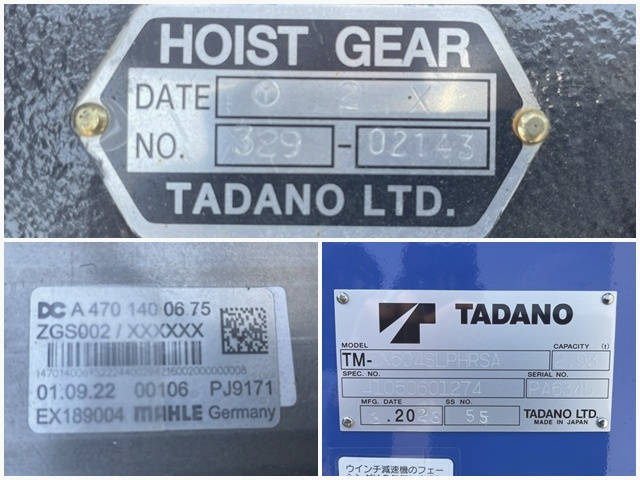 HOIST GEAR
DATE Y 2 X
NO. 329 - 02143
TADANO LTD.
DC A 470 140 06 75
ZGS002 / XXXXXX
01.09.22 00106 PJ9171
EX189004 MAHLE Germany
TADANO
MODEL CAPACITY (t)
TM-
SPEC. NO. SERIAL NO.
MFG. DATE SS NO.
55 TADANO LTD.
MADE IN JAPAN
ウインチ減速機のフェー